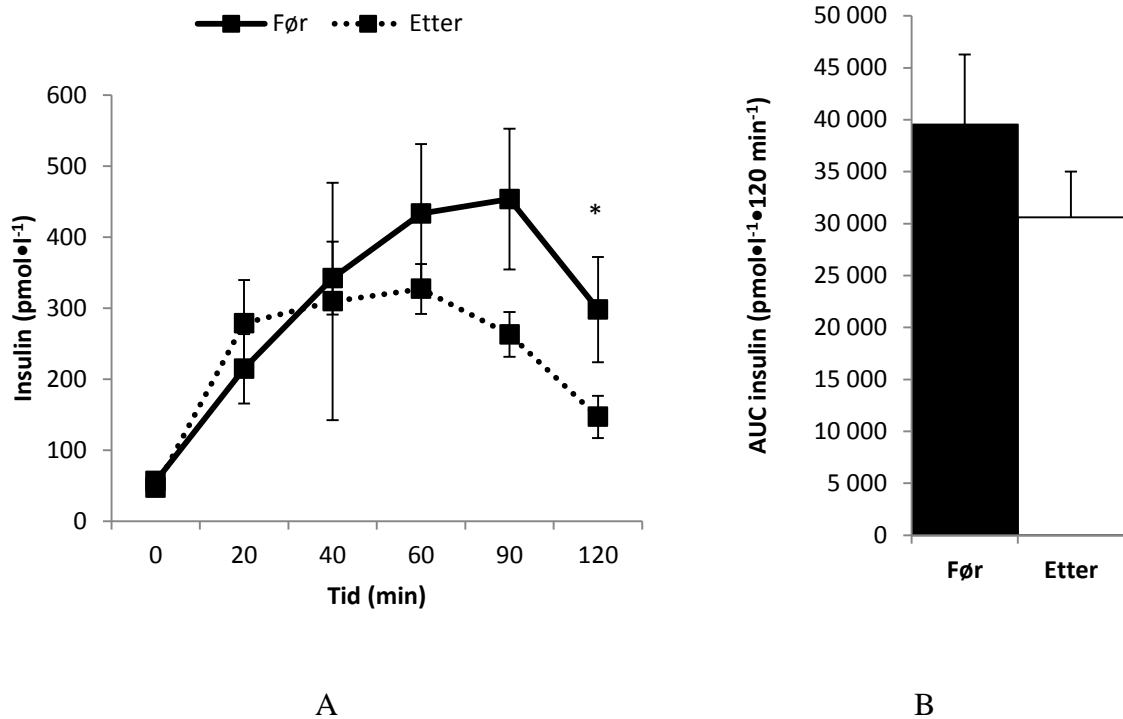 Før Etter
Insulin (pmol●l-1)
600
500
400
300
200
100
0
*
0 20 40 60 90 120
Tid (min)
A
AUC insulin (pmol●l-1●120 min-1)
50 000
45 000
40 000
35 000
30 000
25 000
20 000
15 000
10 000
5 000
0
Før Etter
B